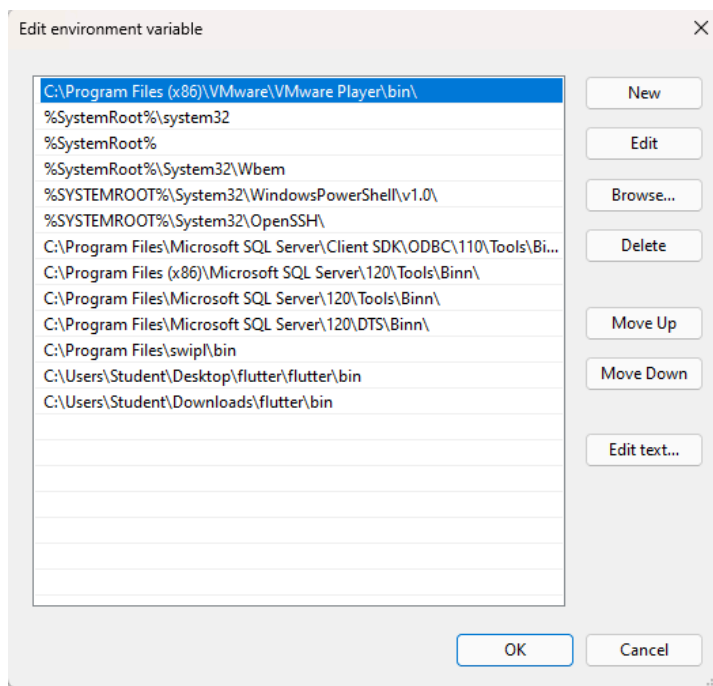 Edit environment variable
C:\Program Files (x86)\VMware\VMware Player\bin\
%SystemRoot%\system32
%SystemRoot%
%SystemRoot%\System32\Wbem
%SYSTEMROOT%\System32\WindowsPowerShell\v1.0\
%SYSTEMROOT%\System32\OpenSSH\
C:\Program Files\Microsoft SQL Server\Client SDK\ODBC\110\Tools\Bi...
C:\Program Files (x86)\Microsoft SQL Server\120\Tools\Binn\
C:\Program Files\Microsoft SQL Server\120\Tools\Binn\
C:\Program Files\Microsoft SQL Server\120\DTS\Binn\
C:\Program Files\swipl\bin
C:\Users\Student\Desktop\flutter\flutter\bin
C:\Users\Student\Downloads\flutter\bin
New
Edit
Browse...
Delete
Move Up
Move Down
Edit text...
OK
Cancel